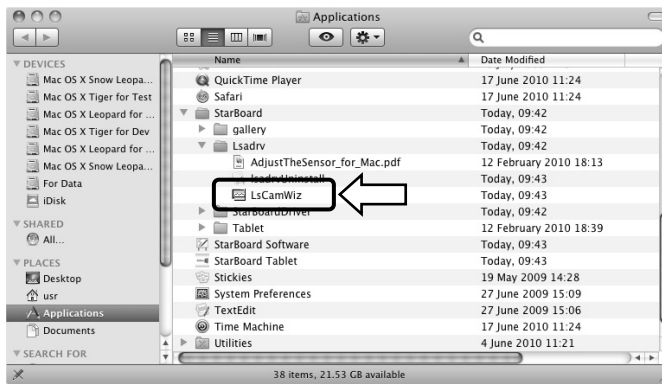 Applications
DEVICES
Mac OS X Snow Leopa...
Mac OS X Tiger for Test
Mac OS X Leopard for ...
Mac OS X Tiger for Dev
Mac OS X Leopard for ...
Mac OS X Snow Leopa...
For Data
iDisk
SHARED
All...
PLACES
Desktop
usr
Applications
Documents
SEARCH FOR
Name Date Modified
QuickTime Player 17 June 2010 11:24
Safari 17 June 2010 11:24
StarBoard Today, 09:42
gallery Today, 09:42
Lsadrv Today, 09:42
AdjustTheSensor_for_Mac.pdf 12 February 2010 18:13
lsadrvUninstall Today, 09:43
LsCamWiz Today, 09:43
StarBoardDriver Today, 09:42
Tablet 12 February 2010 18:39
StarBoard Software Today, 09:43
StarBoard Tablet Today, 09:43
Stickies 19 May 2009 14:28
System Preferences 27 June 2009 15:09
TextEdit 27 June 2009 15:06
Time Machine 17 June 2010 11:24
Utilities 4 June 2010 11:21
38 items, 21.53 GB available